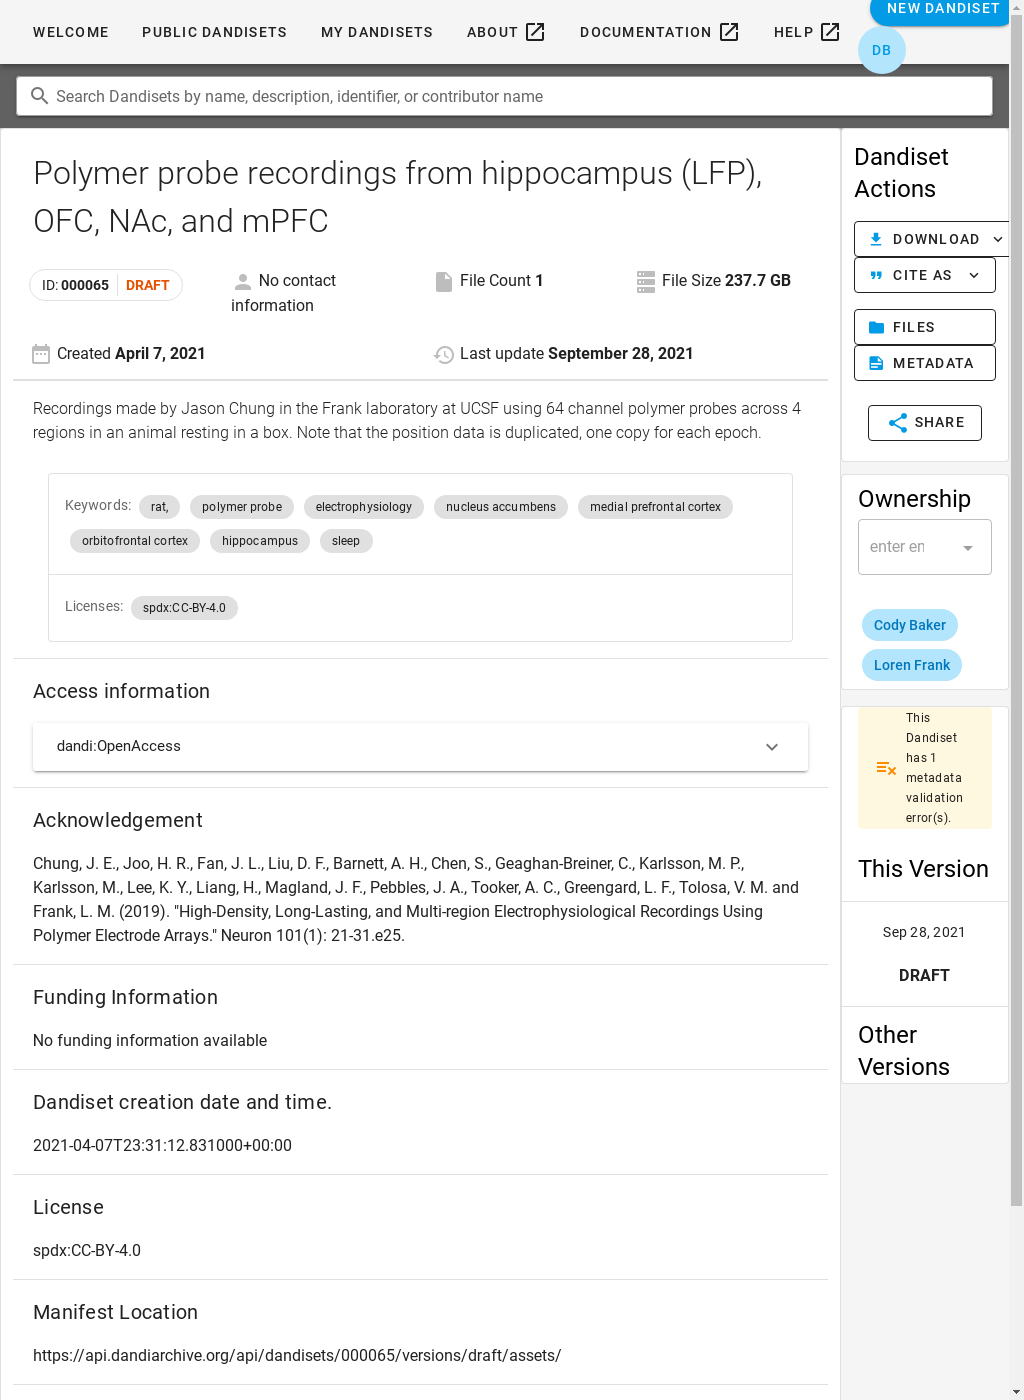 WELCOME PUBLIC DANDISETS MY DANDISETS ABOUT DOCUMENTATION HELP NEW DANDISET
DB
Search Dandisets by name, description, identifier, or contributor name
Polymer probe recordings from hippocampus (LFP),
OFC, NAc, and mPFC
ID: 000065 DRAFT
No contact
information
File Count 1
File Size 237.7 GB
Created April 7, 2021
Last update September 28, 2021
Recordings made by Jason Chung in the Frank laboratory at UCSF using 64 channel polymer probes across 4
regions in an animal resting in a box. Note that the position data is duplicated, one copy for each epoch.
Keywords: rat, polymer probe electrophysiology nucleus accumbens medial prefrontal cortex
orbitofrontal cortex hippocampus sleep
Licenses: spdx:CC-BY-4.0
Access information
dandi:OpenAccess
Acknowledgement
Chung, J. E., Joo, H. R., Fan, J. L., Liu, D. F., Barnett, A. H., Chen, S., Geaghan-Breiner, C., Karlsson, M. P.,
Karlsson, M., Lee, K. Y., Liang, H., Magland, J. F., Pebbles, J. A., Tooker, A. C., Greengard, L. F., Tolosa, V. M. and
Frank, L. M. (2019). "High-Density, Long-Lasting, and Multi-region Electrophysiological Recordings Using
Polymer Electrode Arrays." Neuron 101(1): 21-31.e25.
Funding Information
No funding information available
Dandiset creation date and time.
2021-04-07T23:31:12.831000+00:00
License
spdx:CC-BY-4.0
Manifest Location
https://api.dandiarchive.org/api/dandisets/000065/versions/draft/assets/
Dandiset
Actions
DOWNLOAD
CITE AS
FILES
METADATA
SHARE
Ownership
enter en
Cody Baker
Loren Frank
This
Dandiset
has 1
metadata
validation
error(s).
This Version
Sep 28, 2021
DRAFT
Other
Versions